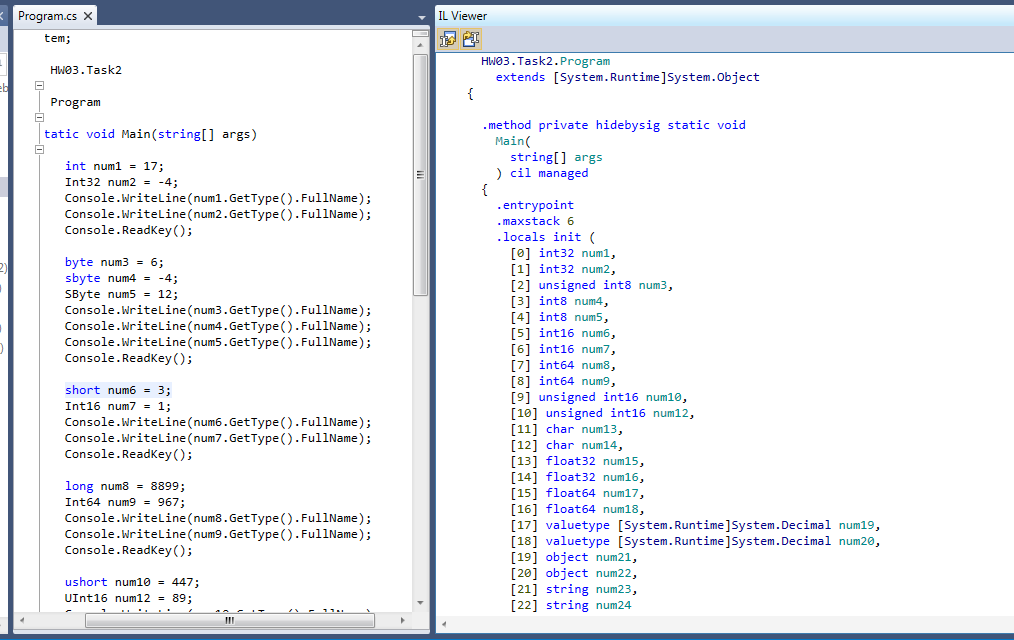 Program.cs
tem;
HW03.Task2
Program
tatic void Main(string[] args)
int num1 = 17;
Int32 num2 = -4;
Console.WriteLine(num1.GetType().FullName);
Console.WriteLine(num2.GetType().FullName);
Console.ReadKey();
byte num3 = 6;
sbyte num4 = -4;
SByte num5 = 12;
Console.WriteLine(num3.GetType().FullName);
Console.WriteLine(num4.GetType().FullName);
Console.WriteLine(num5.GetType().FullName);
Console.ReadKey();
short num6 = 3;
Int16 num7 = 1;
Console.WriteLine(num6.GetType().FullName);
Console.WriteLine(num7.GetType().FullName);
Console.ReadKey();
long num8 = 8899;
Int64 num9 = 967;
Console.WriteLine(num8.GetType().FullName);
Console.WriteLine(num9.GetType().FullName);
Console.ReadKey();
ushort num10 = 447;
UInt16 num12 = 89;
IL Viewer
HW03.Task2.Program
extends [System.Runtime]System.Object
{
.method private hidebysig static void
Main(
string[] args
) cil managed
{
.entrypoint
.maxstack 6
.locals init (
[0] int32 num1,
[1] int32 num2,
[2] unsigned int8 num3,
[3] int8 num4,
[4] int8 num5,
[5] int16 num6,
[6] int16 num7,
[7] int64 num8,
[8] int64 num9,
[9] unsigned int16 num10,
[10] unsigned int16 num12,
[11] char num13,
[12] char num14,
[13] float32 num15,
[14] float32 num16,
[15] float64 num17,
[16] float64 num18,
[17] valuetype [System.Runtime]System.Decimal num19,
[18] valuetype [System.Runtime]System.Decimal num20,
[19] object num21,
[20] object num22,
[21] string num23,
[22] string num24